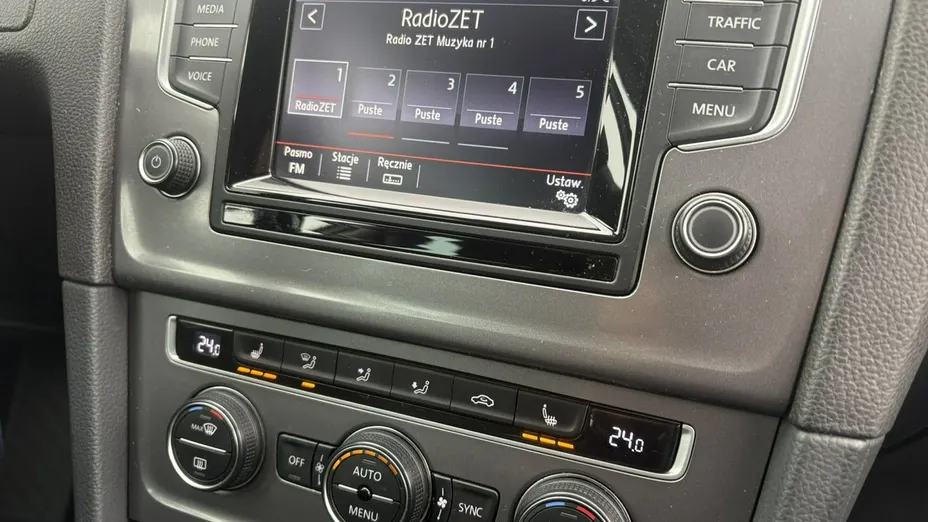 MEDIA
PHONE
VOICE
RadioZET
Radio ZET Muzyka nr 1
1
RadioZET
2
Puste
3
Puste
4
Puste
5
Puste
Pasmo
FM
Stacje
Ręcznie
Ustaw.
TRAFFIC
CAR
MENU
24.0
24.0
MAX
OFF
AUTO
MENU
SYNC